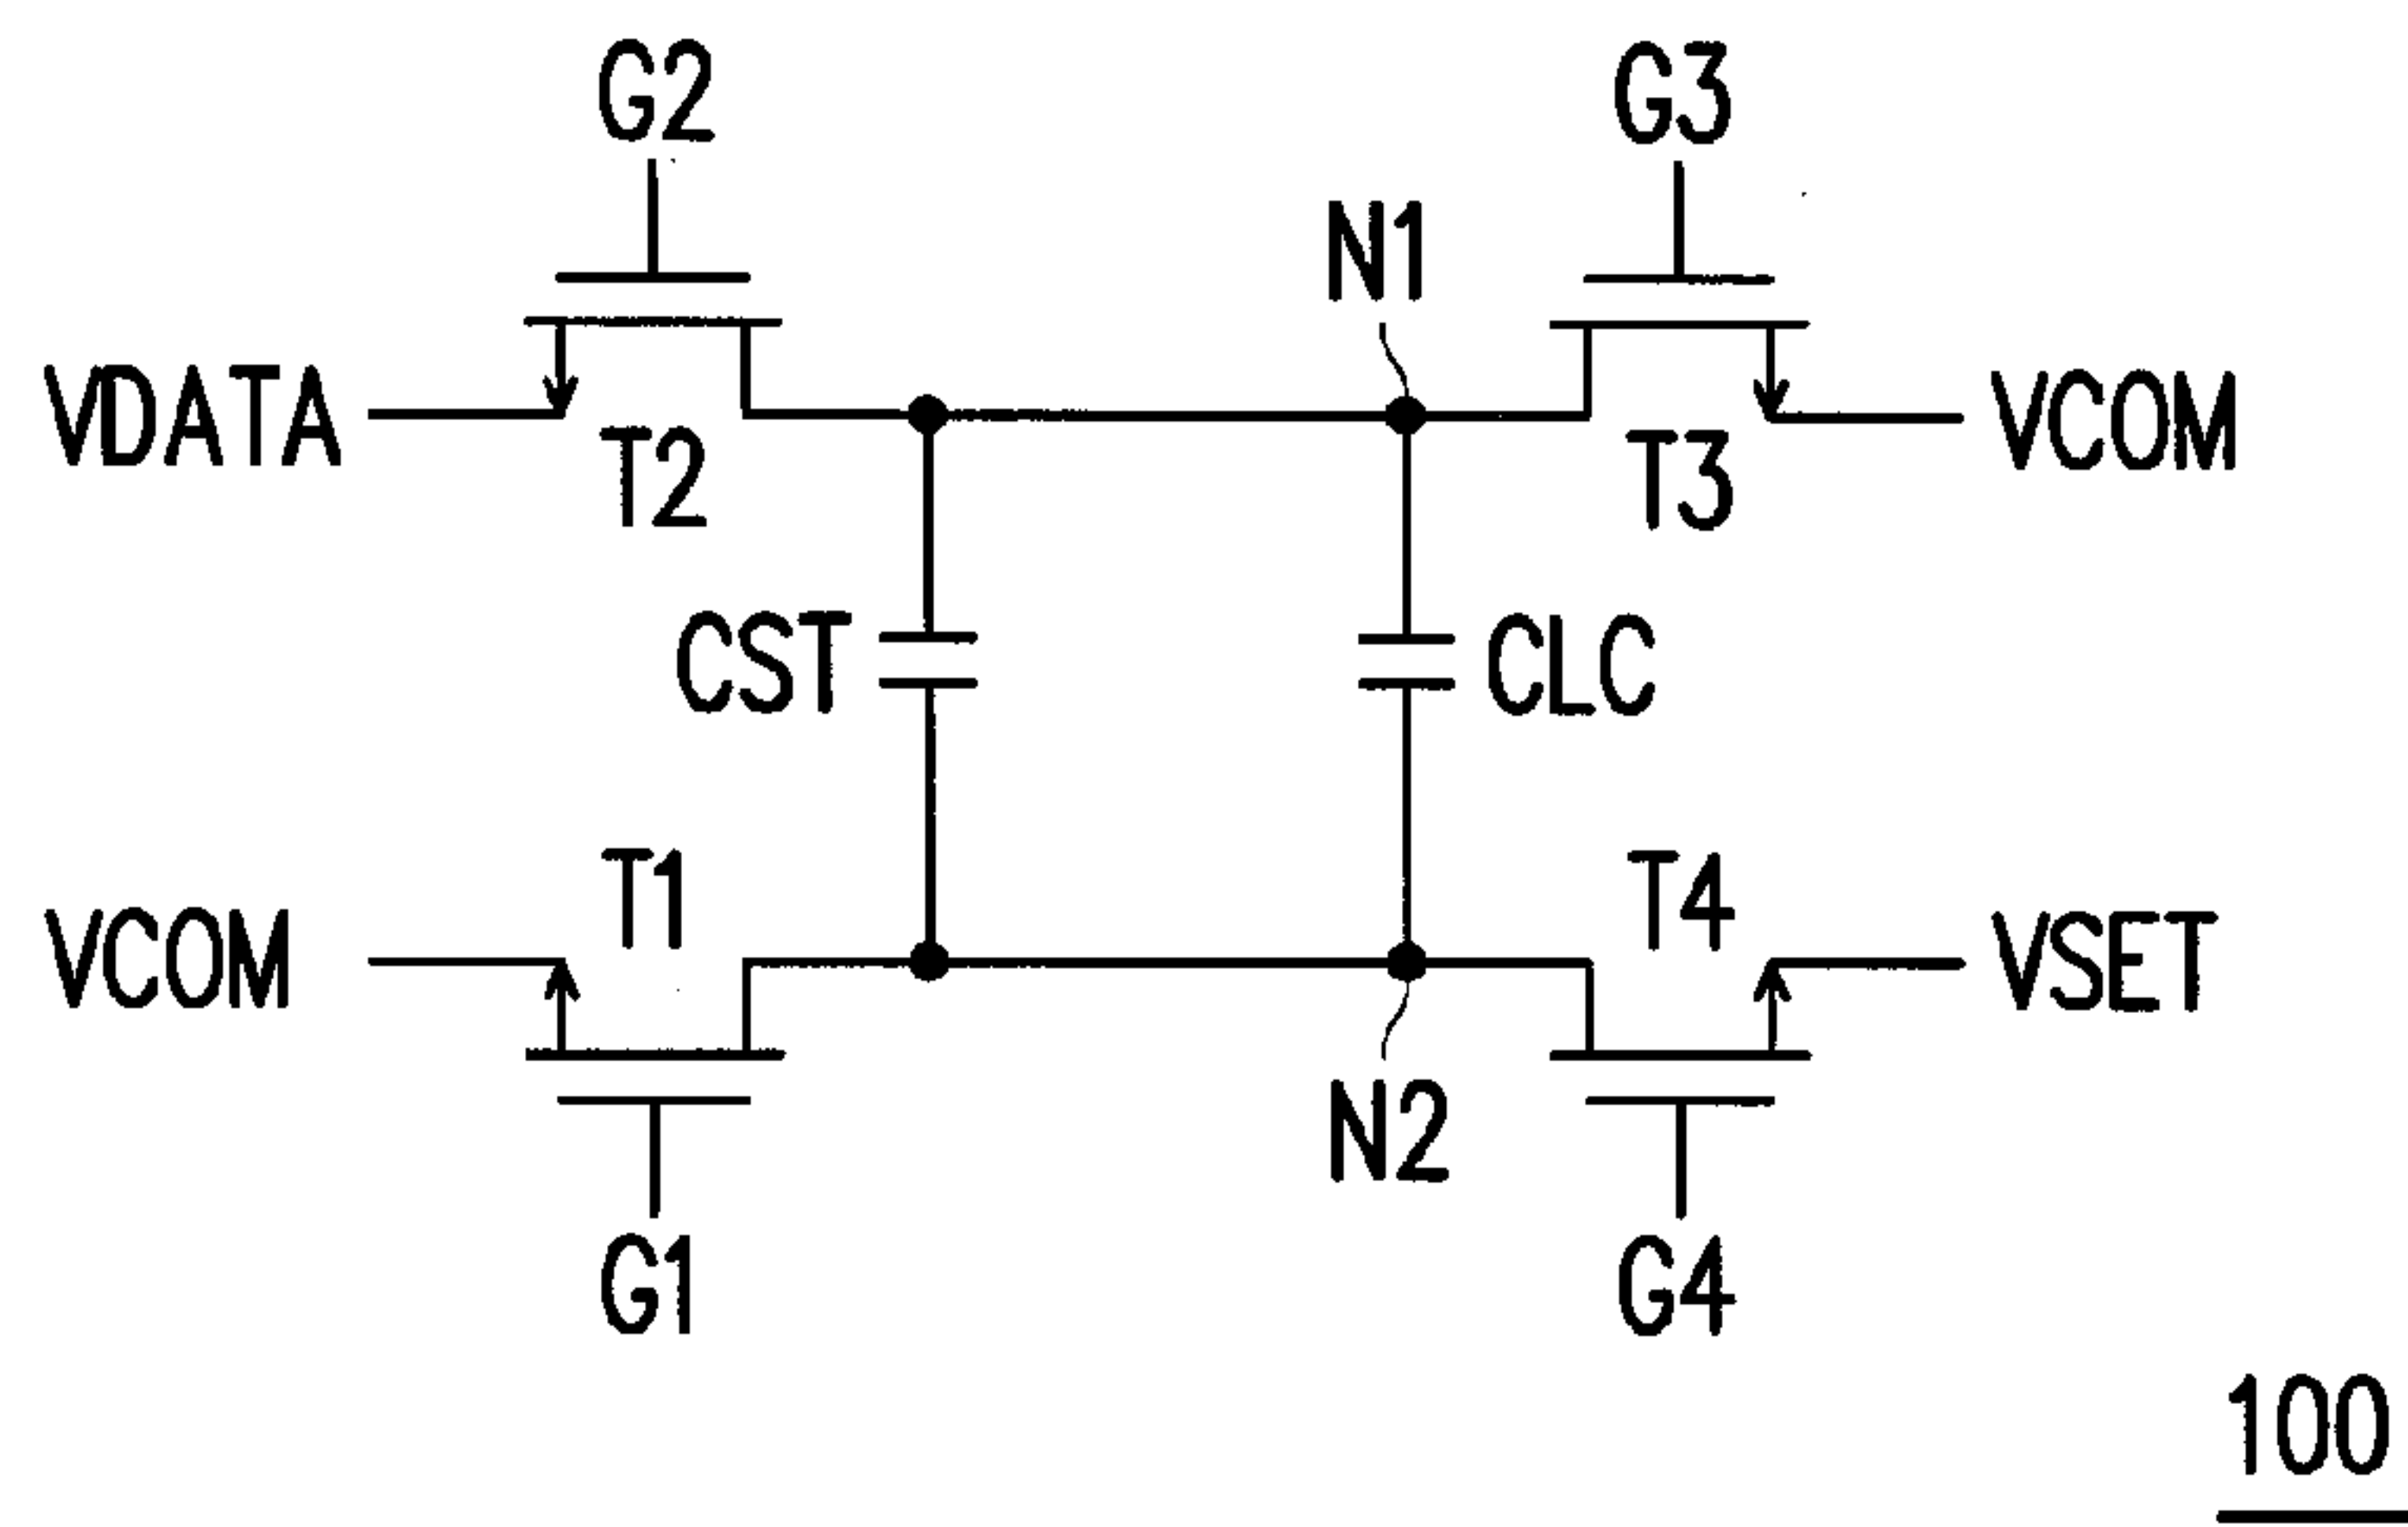 G2 G3
N1
VDATA T2 T3 VCOM
CST CLC
T1 T4
VCOM VSET
N2
G1 G4
100